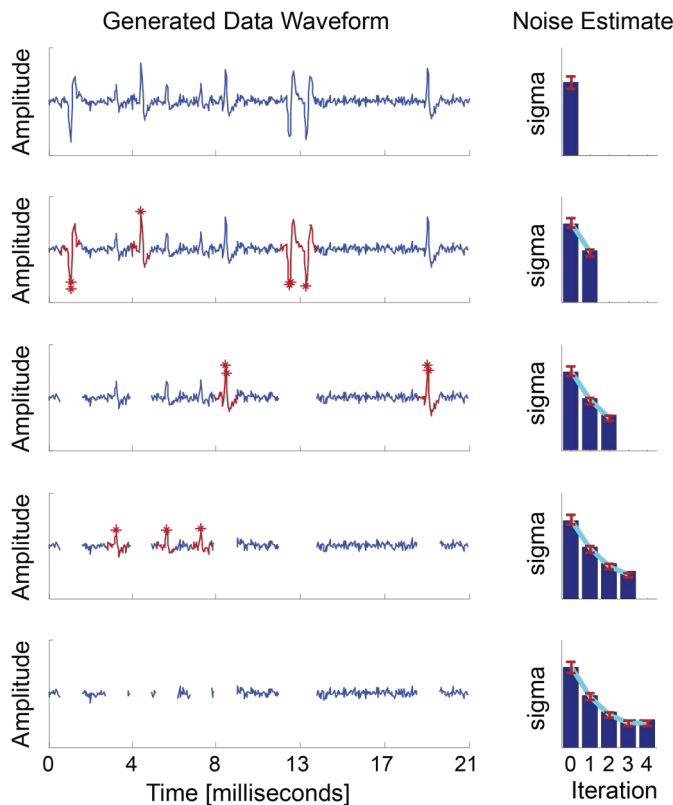 Generated Data Waveform
Noise Estimate
Amplitude
sigma
Amplitude
sigma
Amplitude
sigma
Amplitude
sigma
Amplitude
sigma
0 4 8 13 17 21
0 1 2 3 4
Time [milliseconds]
Iteration